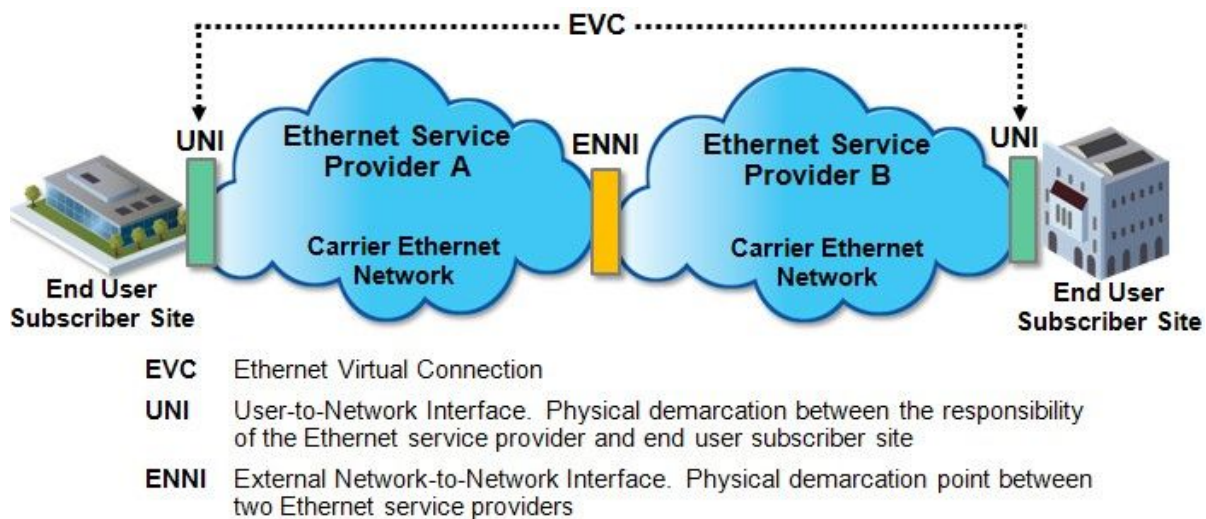 EVC
UNI
Ethernet Service
Provider A
Carrier Ethernet
Network
ENNI
Ethernet Service
Provider B
Carrier Ethernet
Network
UNI
End User
Subscriber Site
End User
Subscriber Site
EVC Ethernet Virtual Connection
UNI User-to-Network Interface. Physical demarcation between the responsibility
of the Ethernet service provider and end user subscriber site
ENNI External Network-to-Network Interface. Physical demarcation point between
two Ethernet service providers